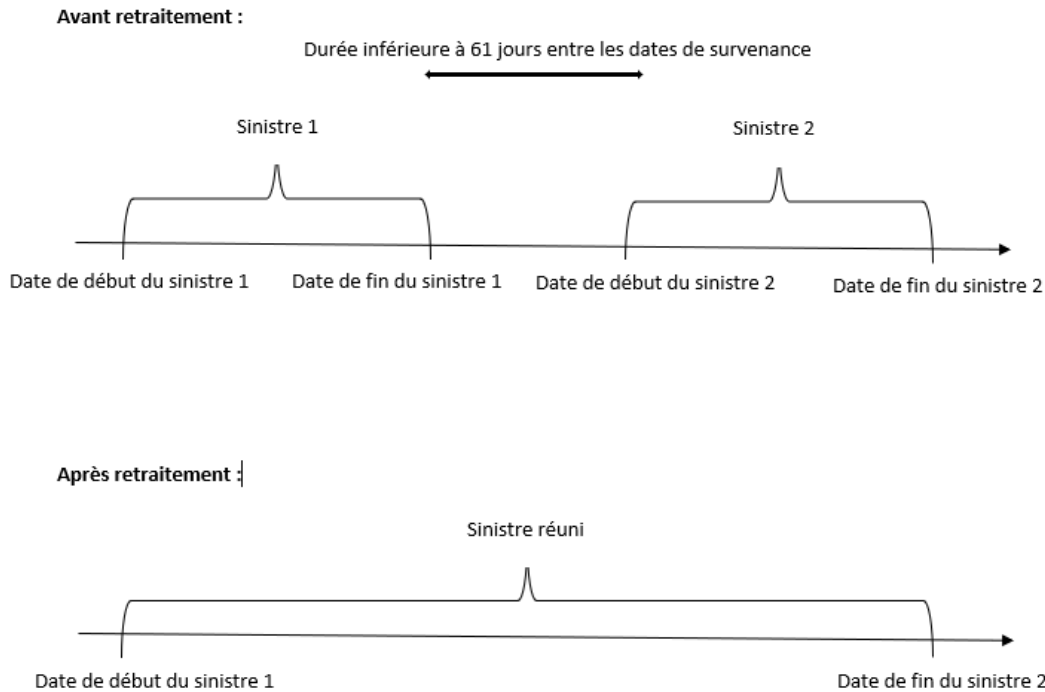 Avant retraitement :
Durée inférieure à 61 jours entre les dates de survenance
Sinistre 1
Sinistre 2
Date de début du sinistre 1
Date de fin du sinistre 1
Date de début du sinistre 2
Date de fin du sinistre 2
Après retraitement :
Sinistre réuni
Date de début du sinistre 1
Date de fin du sinistre 2